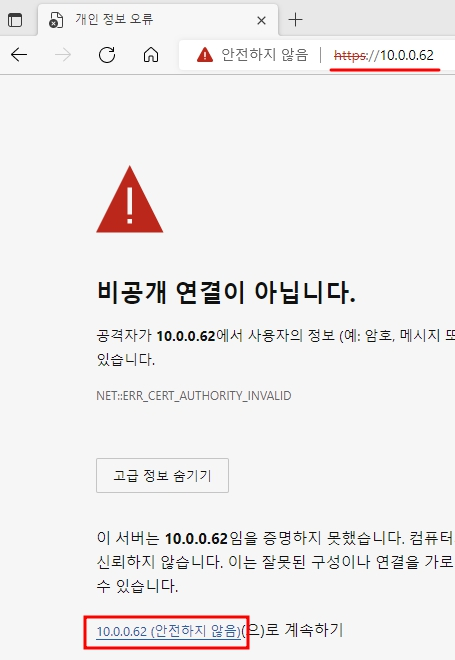 개인 정보 오류
안전하지 않음 | https://10.0.0.62
비공개 연결이 아닙니다.
공격자가 10.0.0.62에서 사용자의 정보 (예: 암호, 메시지 또
있습니다.
NET::ERR_CERT_AUTHORITY_INVALID
고급 정보 숨기기
이 서버는 10.0.0.62임을 증명하지 못했습니다. 컴퓨터
신뢰하지 않습니다. 이는 잘못된 구성이나 연결을 가로
수 있습니다.
10.0.0.62 (안전하지 않음)(으)로 계속하기